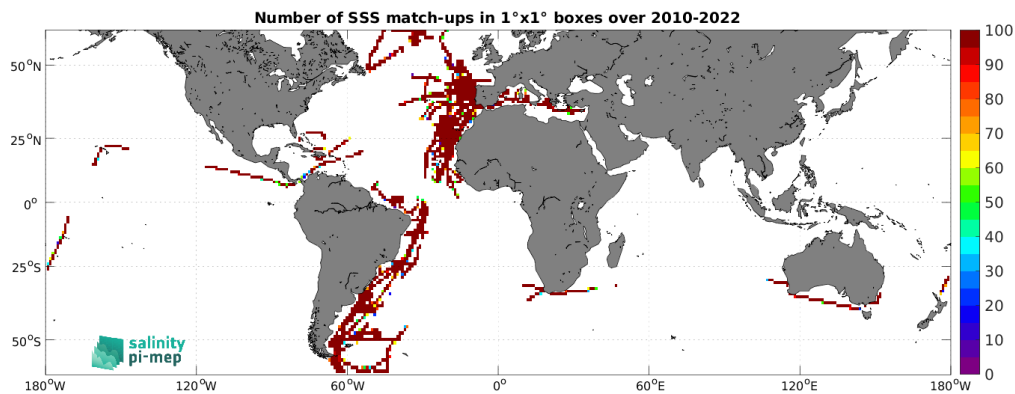 Number of SSS match-ups in 1°x1° boxes over 2010-2022
50°N
25°N
0°
25°S
50°S
180°W
120°W
60°W
0°
60°E
120°E
180°W
100
90
80
70
60
50
40
30
20
10
0
salinity
pi-mep